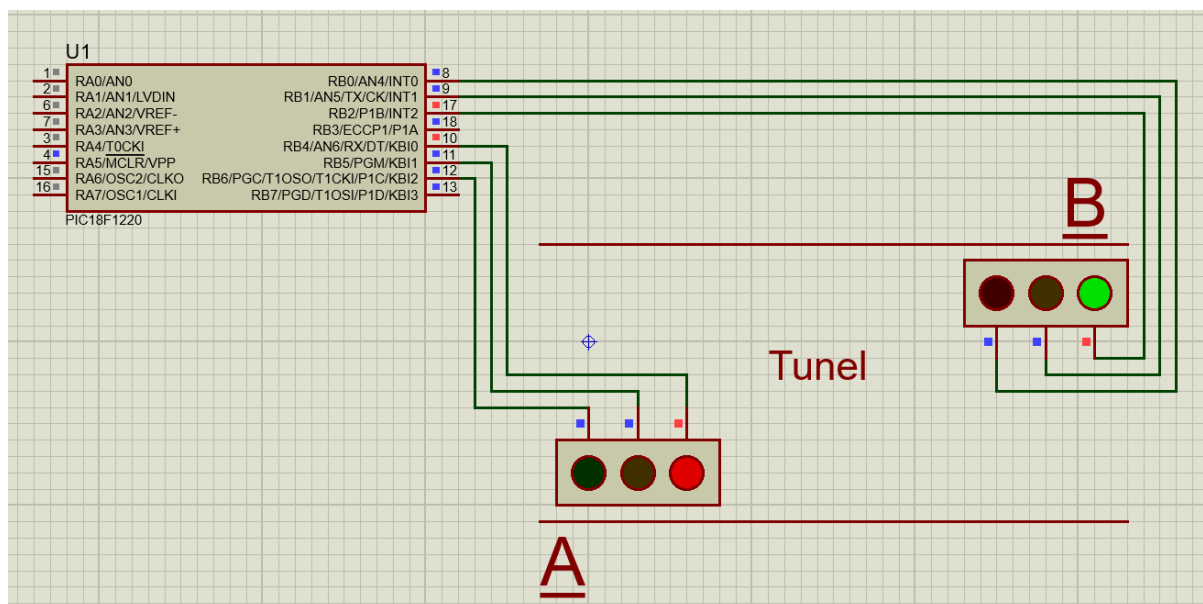 U1
1 RA0/AN0 RB0/AN4/INT0 8
2 RA1/AN1/LVDIN RB1/AN5/TX/CK/INT1 9
6 RA2/AN2/VREF- RB2/P1B/INT2 17
7 RA3/AN3/VREF+ RB3/ECCP1/P1A 18
3 RA4/T0CKI RB4/AN6/RX/DT/KBI0 10
4 RA5/MCLR/VPP RB5/PGM/KBI1 11
15 RA6/OSC2/CLKO RB6/PGC/T1OSO/T1CKI/P1C/KBI2 12
16 RA7/OSC1/CLKI RB7/PGD/T1OSI/P1D/KBI3 13
PIC18F1220
B
Tunel
A